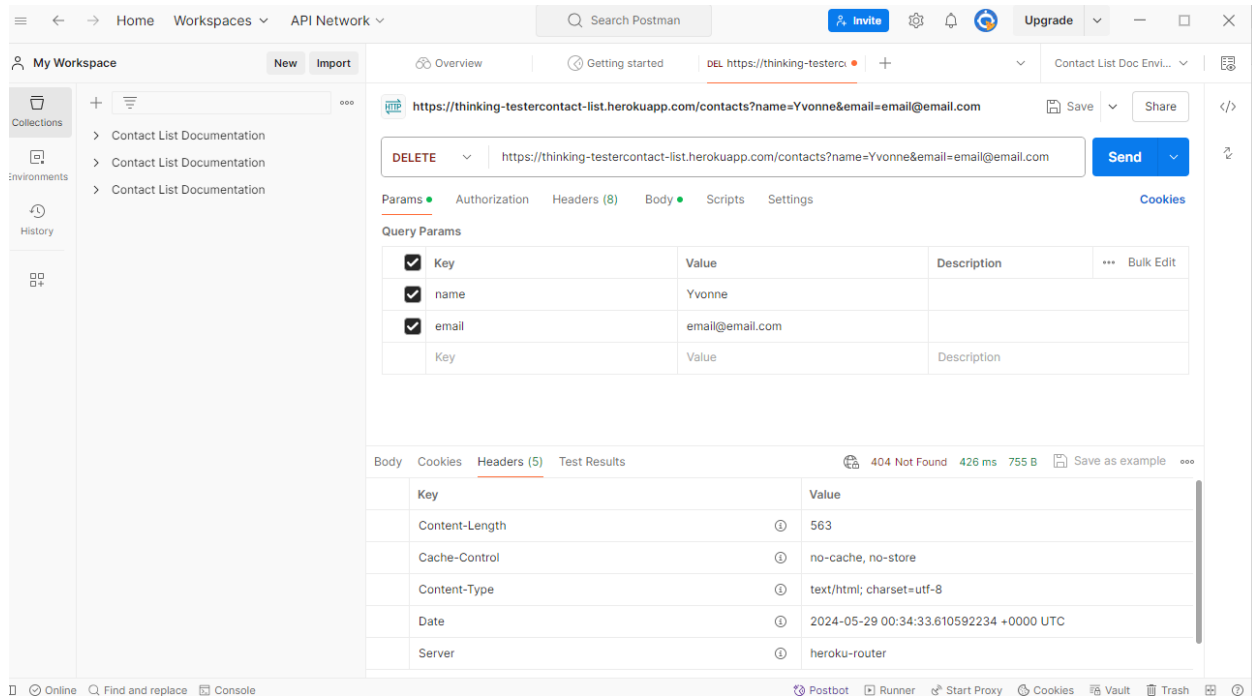 Home Workspaces API Network Search Postman Invite Upgrade
My Workspace New Import Overview Getting started DEL https://thinking-testerc Contact List Doc Envi...
Collections
Environments
History
Contact List Documentation
Contact List Documentation
Contact List Documentation
HTTP https://thinking-testercontact-list.herokuapp.com/contacts?name=Yvonne&email=email@email.com Save Share
DELETE https://thinking-testercontact-list.herokuapp.com/contacts?name=Yvonne&email=email@email.com Send
Params Authorization Headers (8) Body Scripts Settings Cookies
Query Params
Key Value Description Bulk Edit
name Yvonne
email email@email.com
Key Value Description
Body Cookies Headers (5) Test Results 404 Not Found 426 ms 755 B Save as example
Key Value
Content-Length 563
Cache-Control no-cache, no-store
Content-Type text/html; charset=utf-8
Date 2024-05-29 00:34:33.610592234 +0000 UTC
Server heroku-router
Online Find and replace Console Postbot Runner Start Proxy Cookies Vault Trash